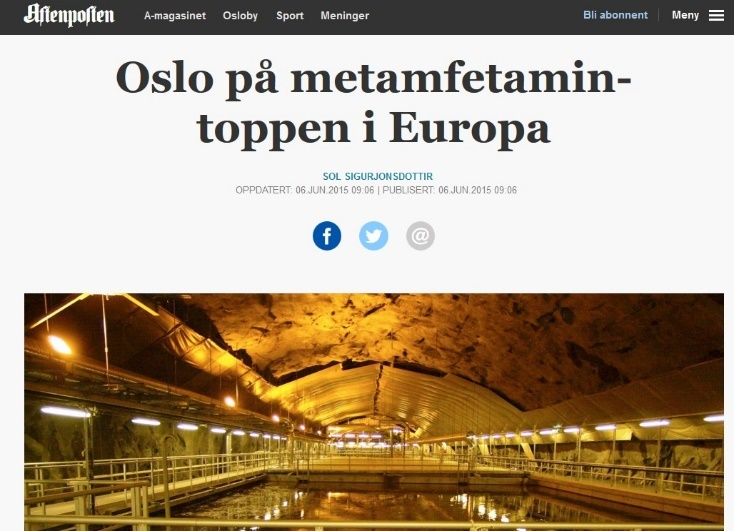 Aftenposten A-magasinet Osloby Sport Meninger Bli abonnent Meny
Oslo på metamfetamin-
toppen i Europa
SOL SIGURJONSDOTTIR
OPPDATERT: 06.JUN.2015 09:06 | PUBLISERT: 06.JUN.2015 09:06
f @